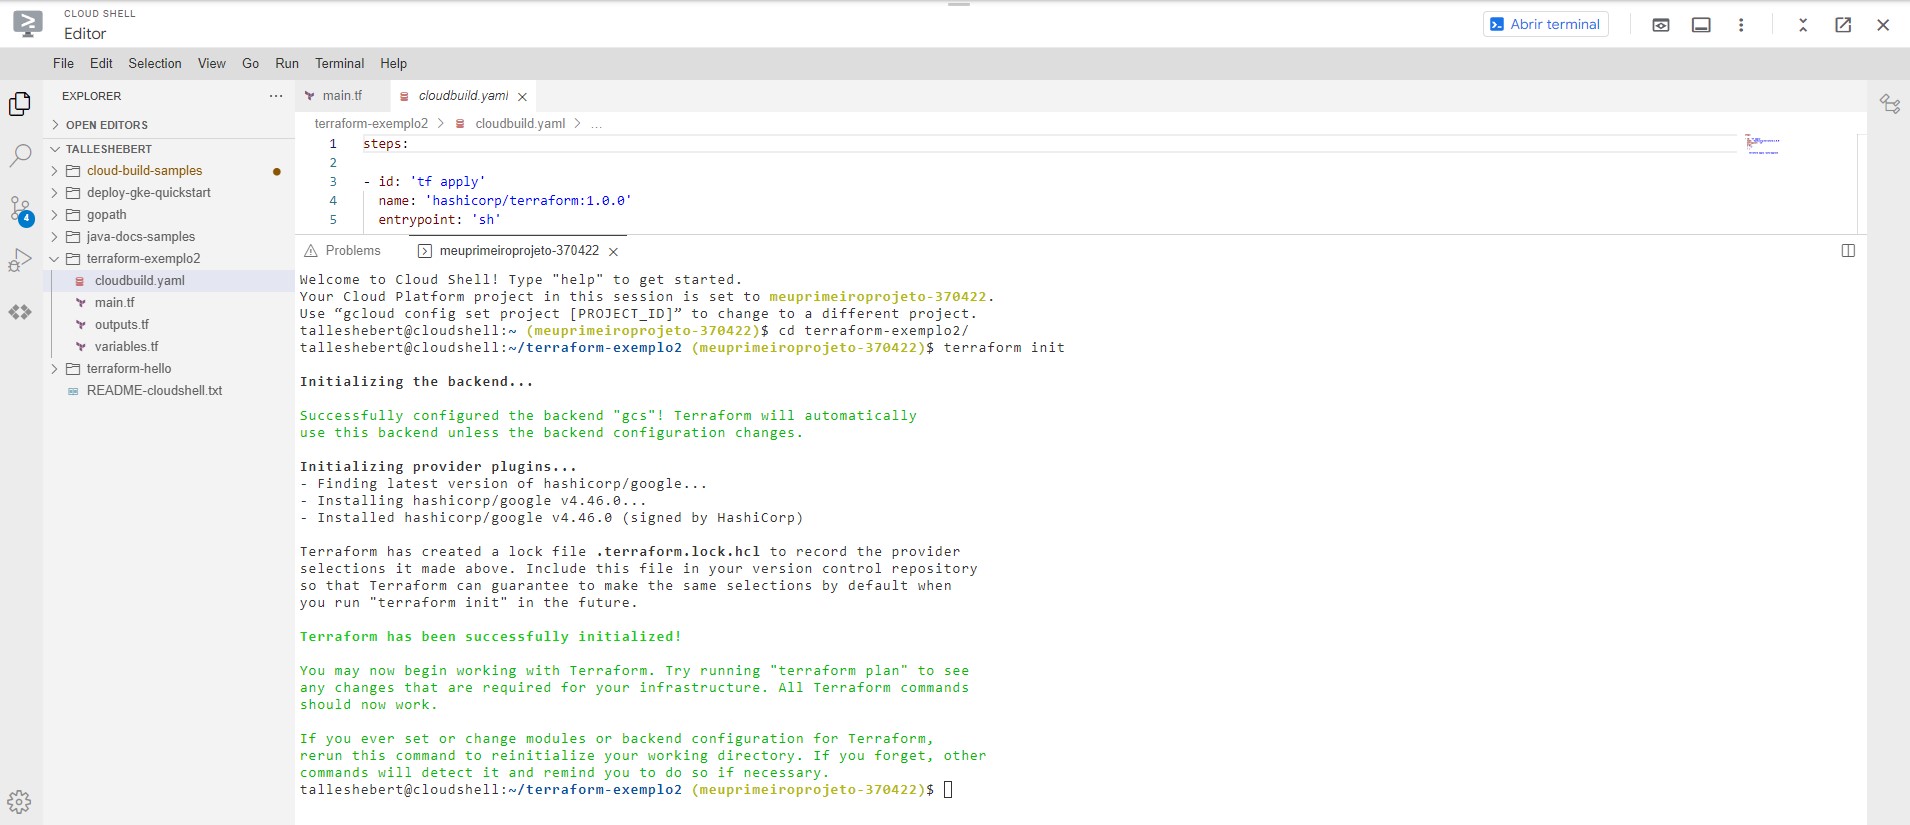 CLOUD SHELL
Editor
Abrir terminal
File Edit Selection View Go Run Terminal Help
EXPLORER
OPEN EDITORS
TALLESHEBERT
cloud-build-samples
deploy-gke-quickstart
gopath
java-docs-samples
terraform-exemplo2
cloudbuild.yaml
main.tf
outputs.tf
variables.tf
terraform-hello
README-cloudshell.txt
4
main.tf cloudbuild.yaml
terraform-exemplo2 > cloudbuild.yaml > ...
1 steps:
2
3 - id: 'tf apply'
4 name: 'hashicorp/terraform:1.0.0'
5 entrypoint: 'sh'
Problems meuprimeiroprojeto-370422
Welcome to Cloud Shell! Type "help" to get started.
Your Cloud Platform project in this session is set to meuprimeiroprojeto-370422.
Use “gcloud config set project [PROJECT_ID]” to change to a different project.
talleshebert@cloudshell:~ (meuprimeiroprojeto-370422)$ cd terraform-exemplo2/
talleshebert@cloudshell:~/terraform-exemplo2 (meuprimeiroprojeto-370422)$ terraform init
Initializing the backend...
Successfully configured the backend "gcs"! Terraform will automatically
use this backend unless the backend configuration changes.
Initializing provider plugins...
- Finding latest version of hashicorp/google...
- Installing hashicorp/google v4.46.0...
- Installed hashicorp/google v4.46.0 (signed by HashiCorp)
Terraform has created a lock file .terraform.lock.hcl to record the provider
selections it made above. Include this file in your version control repository
so that Terraform can guarantee to make the same selections by default when
you run "terraform init" in the future.
Terraform has been successfully initialized!
You may now begin working with Terraform. Try running "terraform plan" to see
any changes that are required for your infrastructure. All Terraform commands
should now work.
If you ever set or change modules or backend configuration for Terraform,
rerun this command to reinitialize your working directory. If you forget, other
commands will detect it and remind you to do so if necessary.
talleshebert@cloudshell:~/terraform-exemplo2 (meuprimeiroprojeto-370422)$